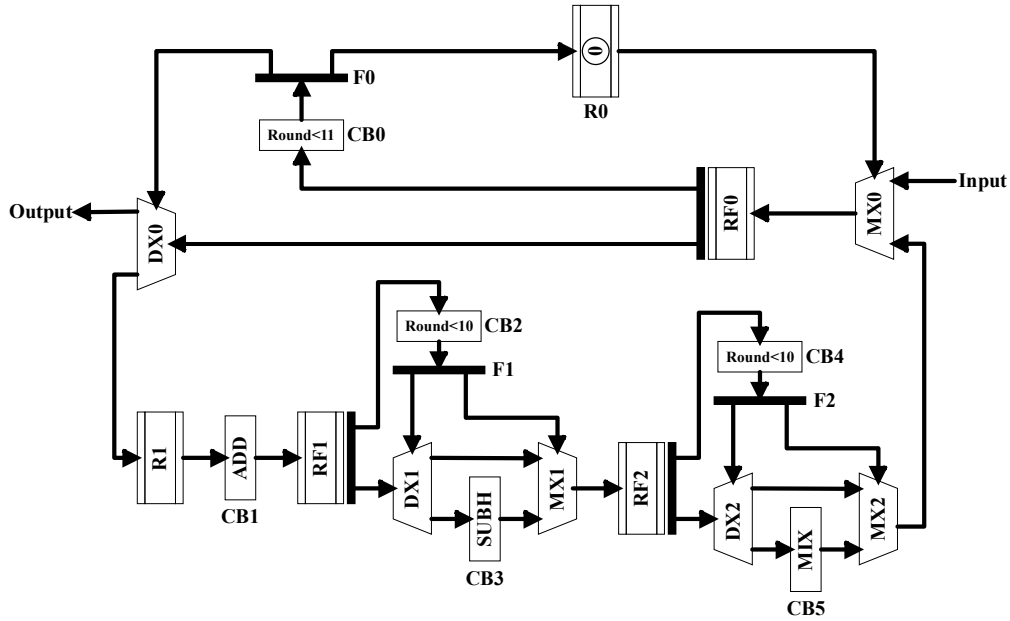 F0
0
R0
Round<11
CB0
Input
MX0
RF0
Output
DX0
Round<10
CB2
Round<10
CB4
F1
F2
R1
ADD
RF1
DX1
MX1
CB1
SUBH
RF2
DX2
MX2
CB3
MIX
CB5